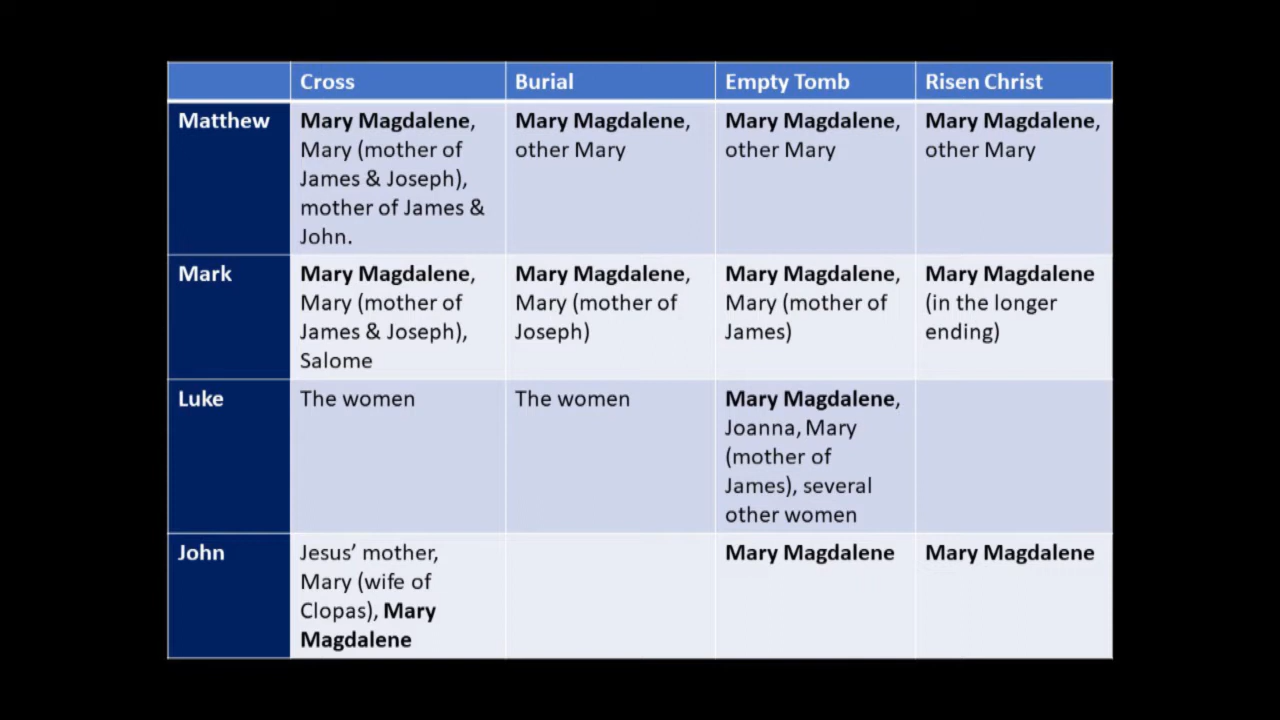 Cross
Burial
Empty Tomb
Risen Christ
Matthew
Mary Magdalene,
Mary (mother of
James & Joseph),
mother of James &
John.
Mary Magdalene,
other Mary
Mary Magdalene,
other Mary
Mary Magdalene,
other Mary
Mark
Mary Magdalene,
Mary (mother of
James & Joseph),
Salome
Mary Magdalene,
Mary (mother of
Joseph)
Mary Magdalene,
Mary (mother of
James)
Mary Magdalene
(in the longer
ending)
Luke
The women
The women
Mary Magdalene,
Joanna, Mary
(mother of
James), several
other women
John
Jesus’ mother,
Mary (wife of
Clopas), Mary
Magdalene
Mary Magdalene
Mary Magdalene